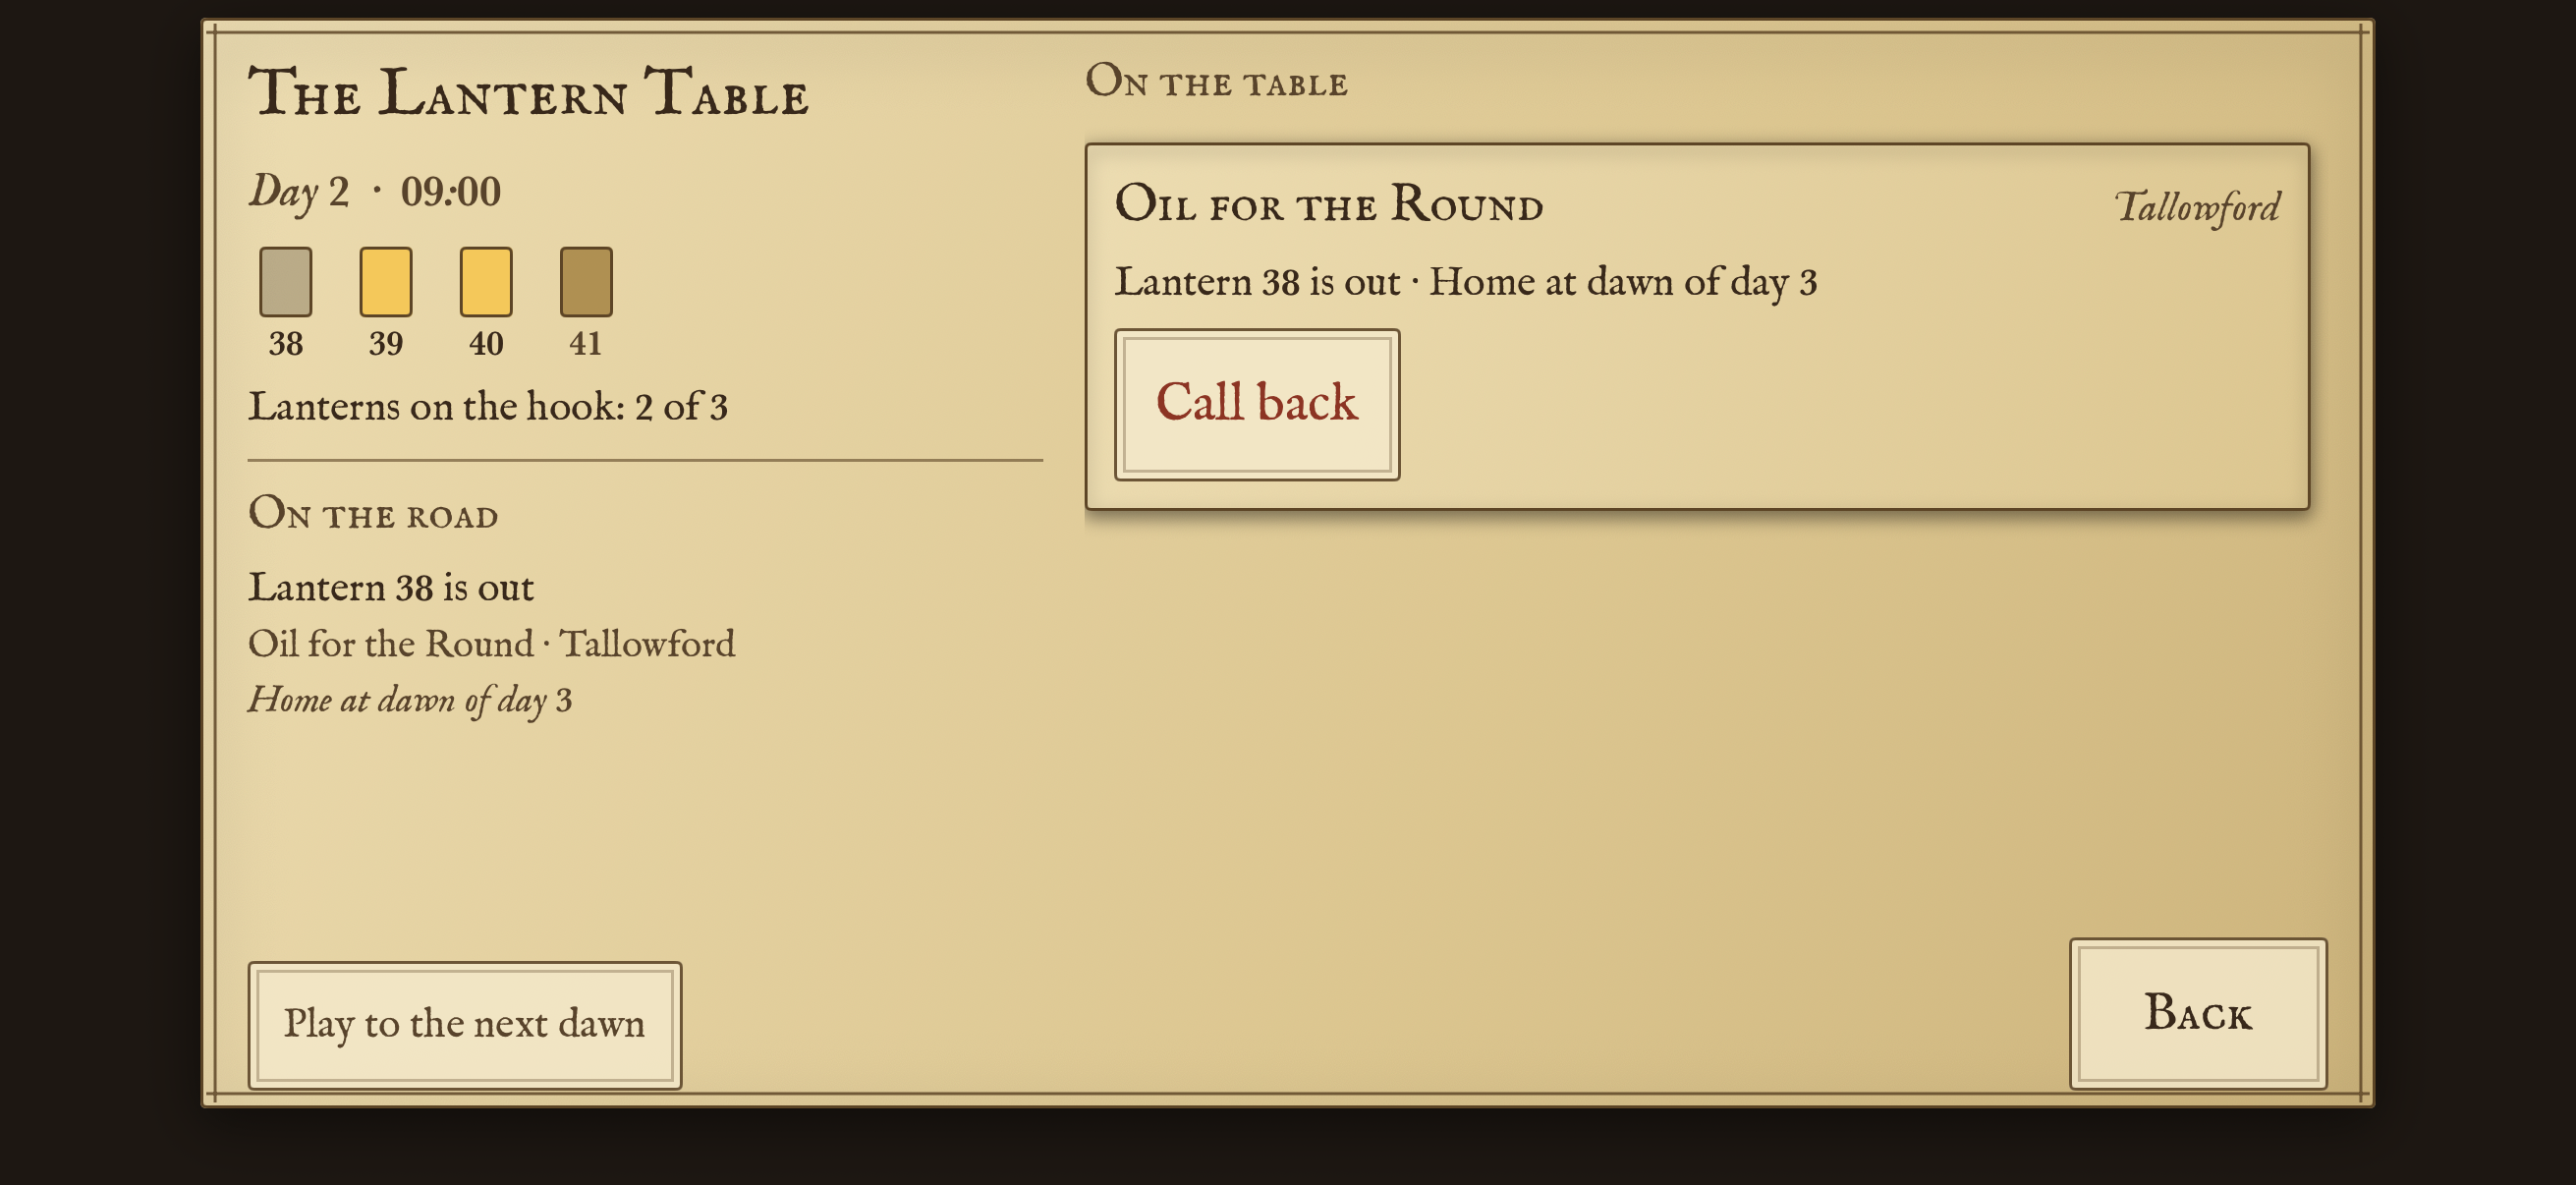 The Lantern Table
Day 2 · 09:00
38 39 40 41
Lanterns on the hook: 2 of 3
On the road
Lantern 38 is out
Oil for the Round · Tallowford
Home at dawn of day 3
Play to the next dawn
On the table
Oil for the Round Tallowford
Lantern 38 is out · Home at dawn of day 3
Call back
Back